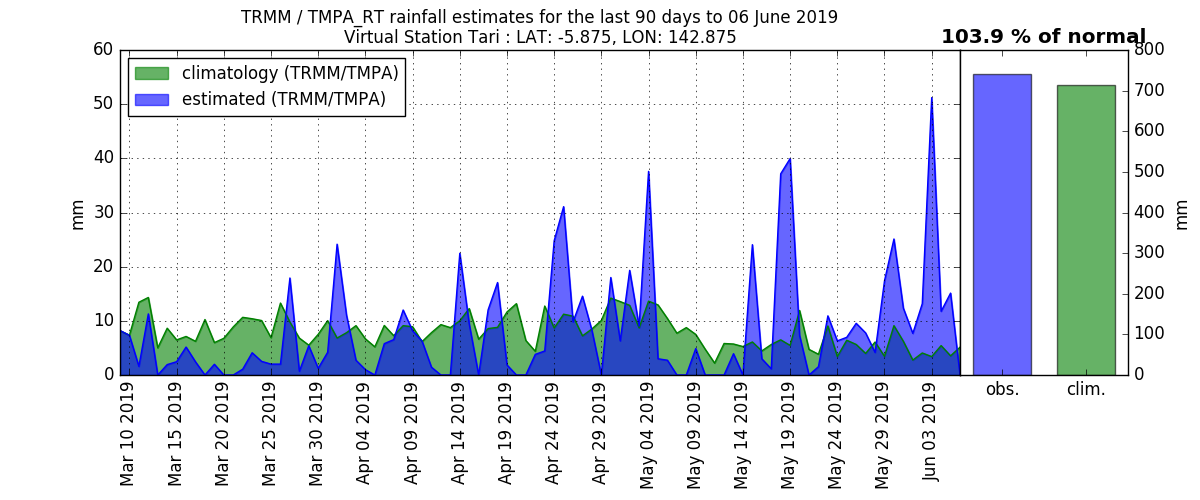 TRMM / TMPA_RT rainfall estimates for the last 90 days to 06 June 2019
Virtual Station Tari : LAT: -5.875, LON: 142.875
103.9 % of normal
climatology (TRMM/TMPA)
estimated (TRMM/TMPA)
60
50
40
30
20
10
0
mm
Mar 10 2019
Mar 15 2019
Mar 20 2019
Mar 25 2019
Mar 30 2019
Apr 04 2019
Apr 09 2019
Apr 14 2019
Apr 19 2019
Apr 24 2019
Apr 29 2019
May 04 2019
May 09 2019
May 14 2019
May 19 2019
May 24 2019
May 29 2019
Jun 03 2019
obs.
clim.
800
700
600
500
400
300
200
100
0
mm